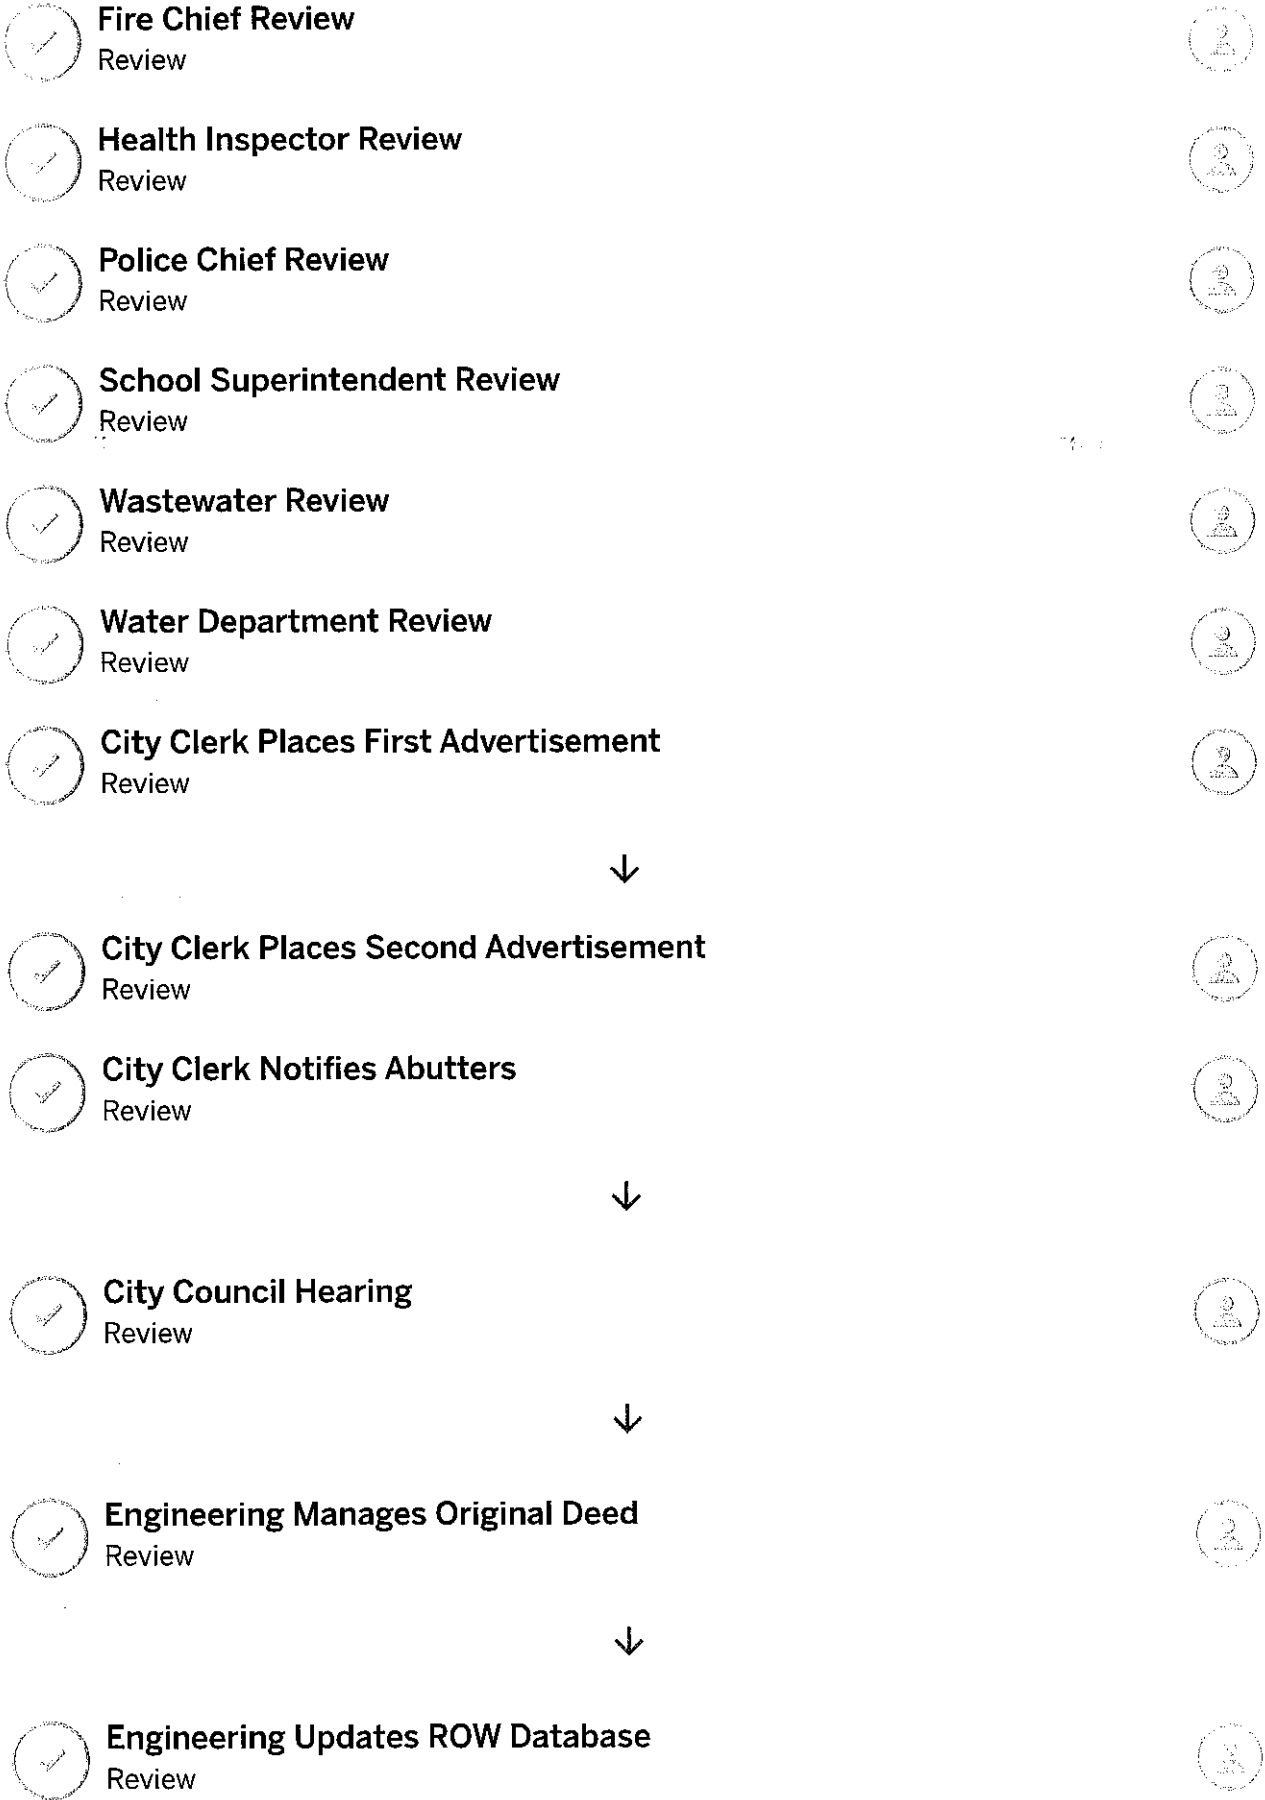 Fire Chief Review
Review
Health Inspector Review
Review
Police Chief Review
Review
School Superintendent Review
Review
Wastewater Review
Review
Water Department Review
Review
City Clerk Places First Advertisement
Review
City Clerk Places Second Advertisement
Review
City Clerk Notifies Abutters
Review
City Council Hearing
Review
Engineering Manages Original Deed
Review
Engineering Updates ROW Database
Review